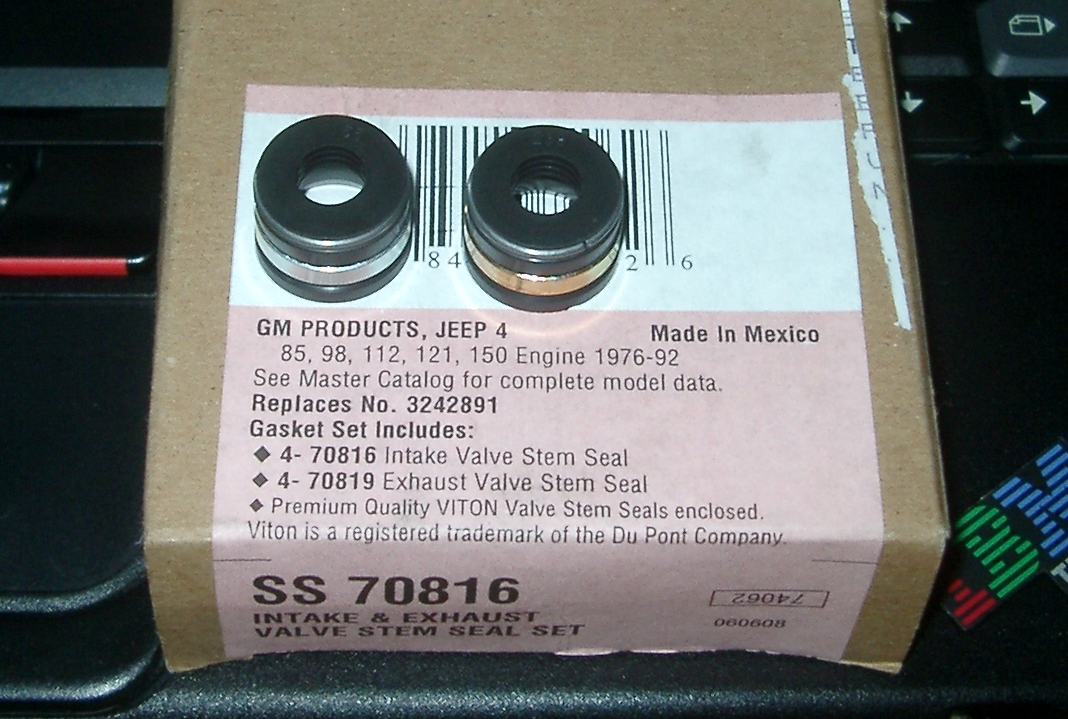 84 2 6
GM PRODUCTS, JEEP 4 Made In Mexico
85, 98, 112, 121, 150 Engine 1976-92
See Master Catalog for complete model data.
Replaces No. 3242891
Gasket Set Includes:
◆ 4- 70816 Intake Valve Stem Seal
◆ 4- 70819 Exhaust Valve Stem Seal
◆ Premium Quality VITON Valve Stem Seals enclosed.
Viton is a registered trademark of the Du Pont Company.
SS 70816
INTAKE & EXHAUST
VALVE STEM SEAL SET
74062
060608